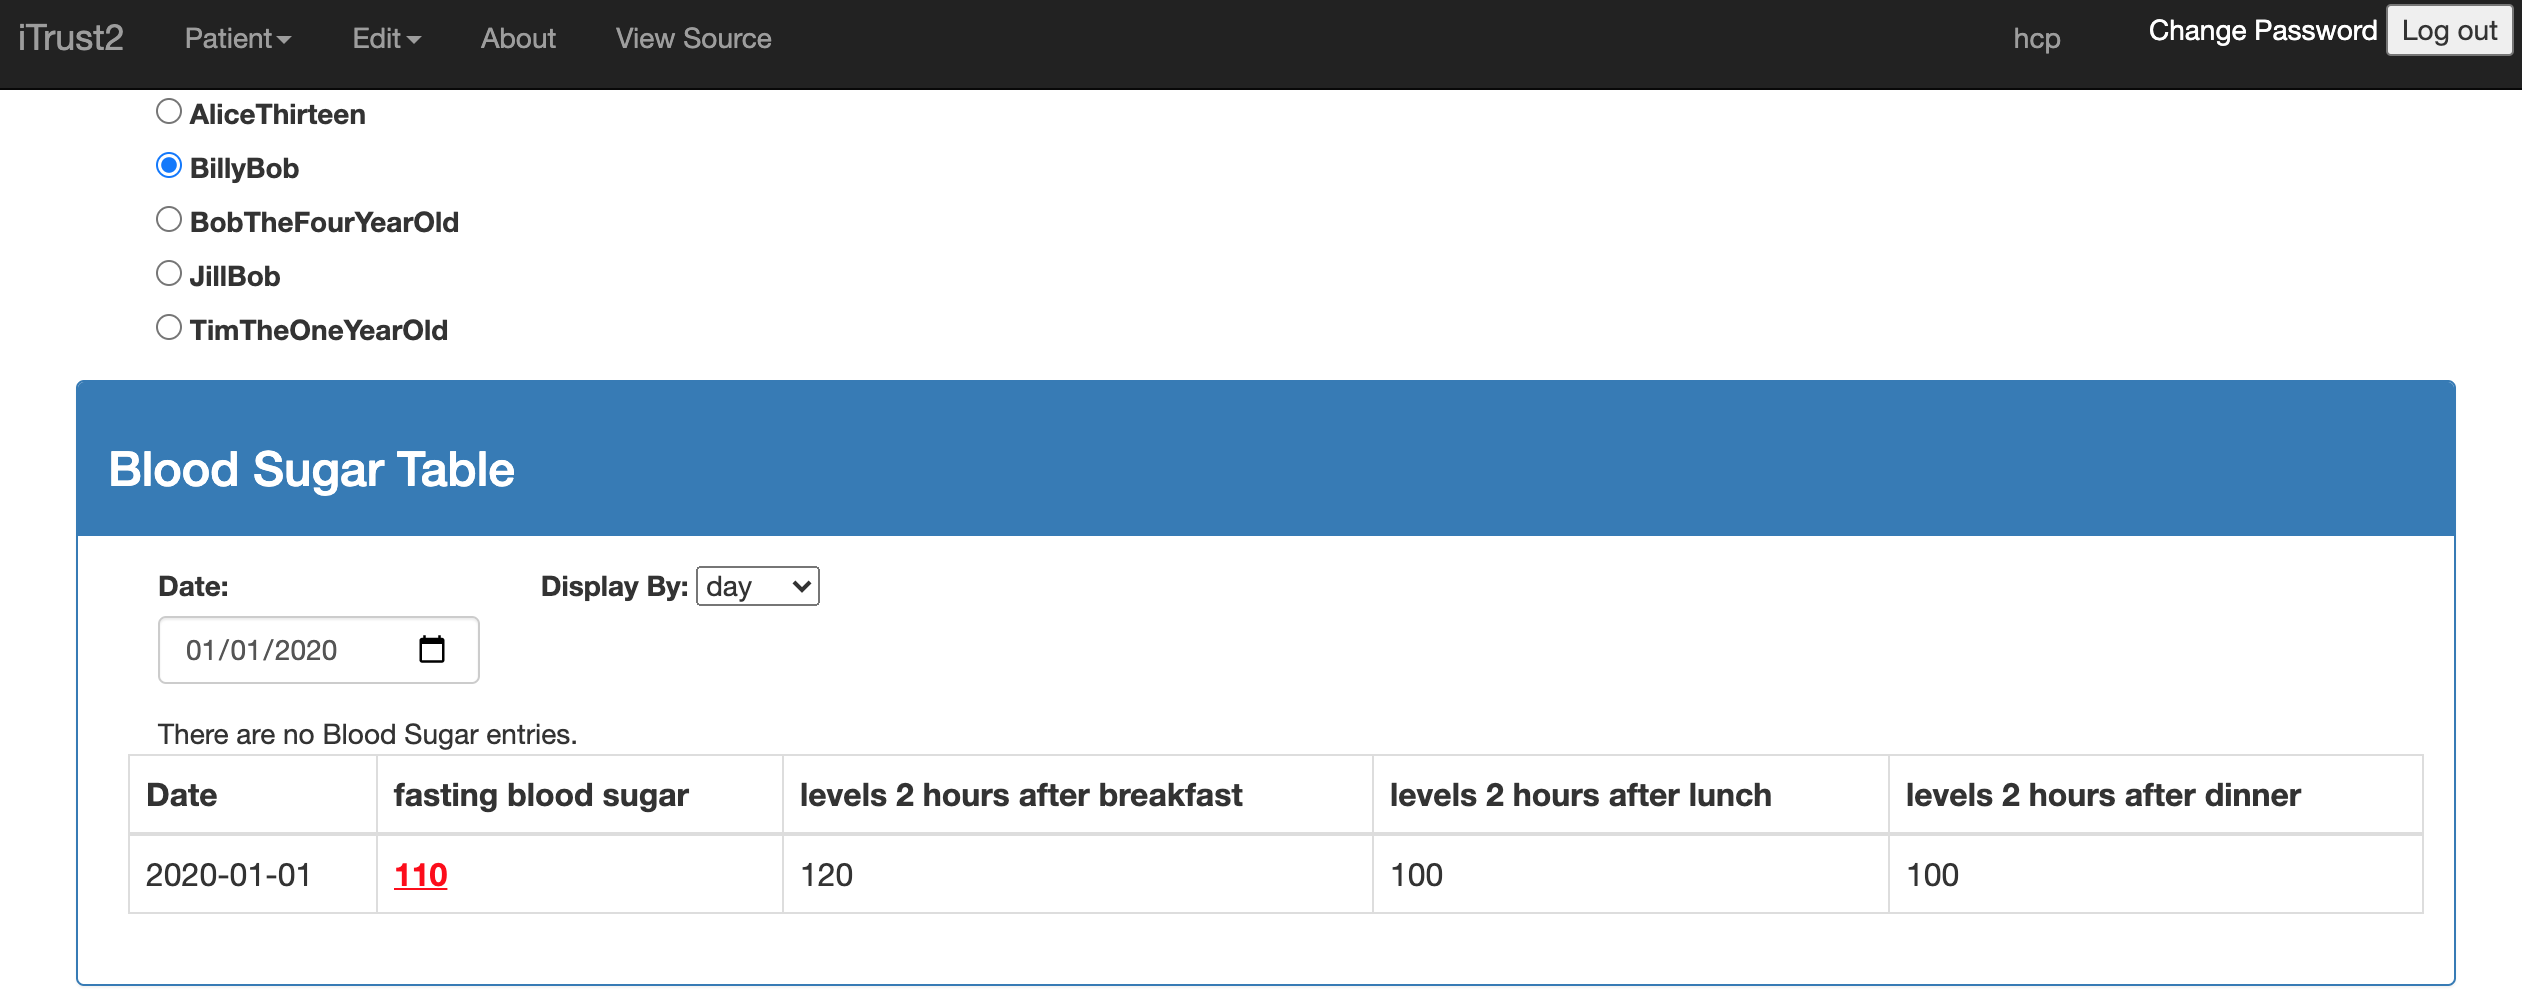 iTrust2 Patient Edit About View Source hcp Change Password Log out
AliceThirteen
BillyBob
BobTheFourYearOld
JillBob
TimTheOneYearOld
Blood Sugar Table
Date: Display By: day
01/01/2020
There are no Blood Sugar entries.
Date fasting blood sugar levels 2 hours after breakfast levels 2 hours after lunch levels 2 hours after dinner
2020-01-01 110 120 100 100